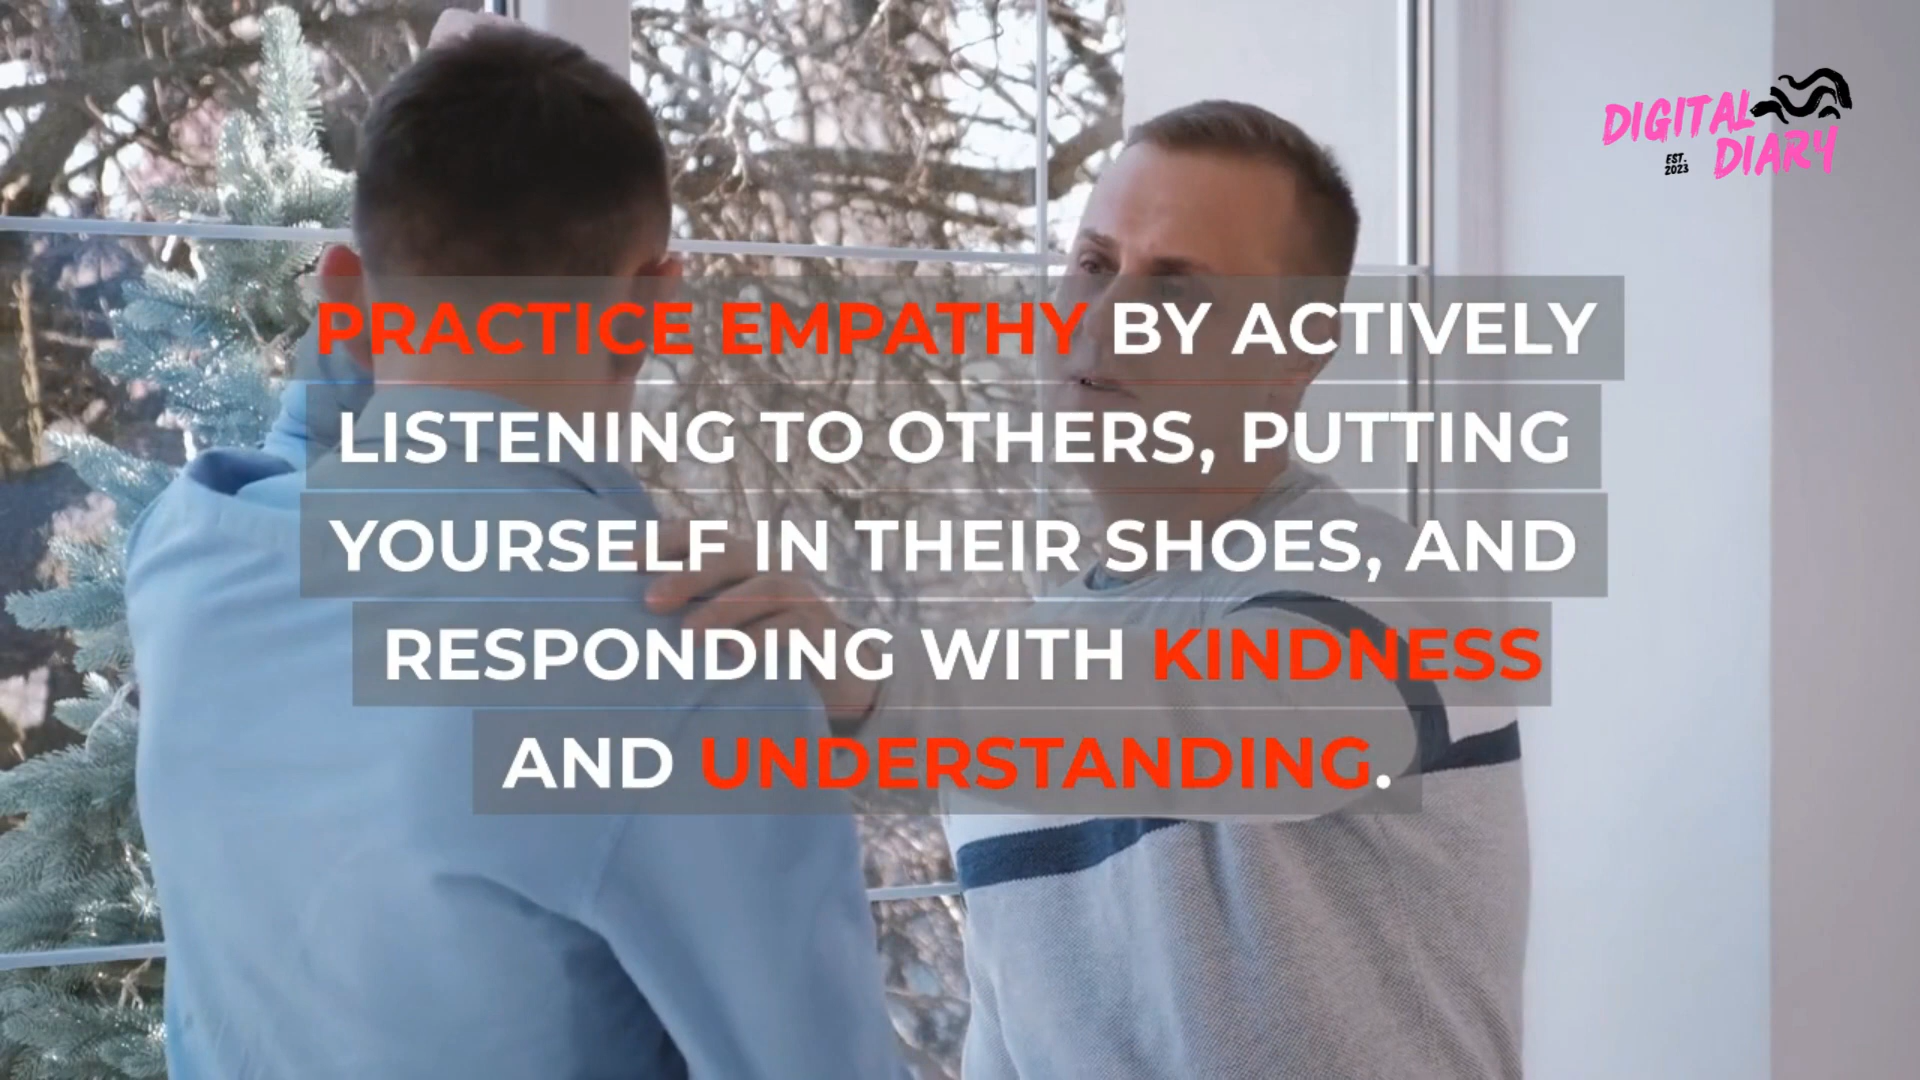 DIGITAL
DIARY
EST.
2023
PRACTICE EMPATHY BY ACTIVELY
LISTENING TO OTHERS, PUTTING
YOURSELF IN THEIR SHOES, AND
RESPONDING WITH KINDNESS
AND UNDERSTANDING.